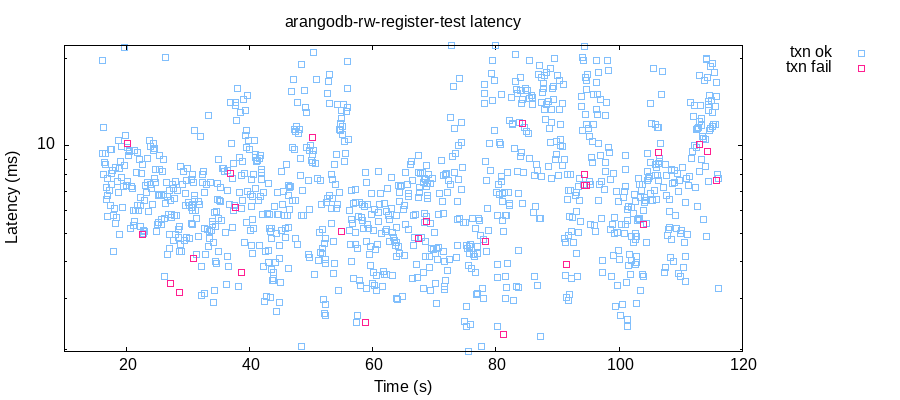 arangodb-rw-register-test latency
txn ok
txn fail
10
Latency (ms)
20 40 60 80 100 120
Time (s)